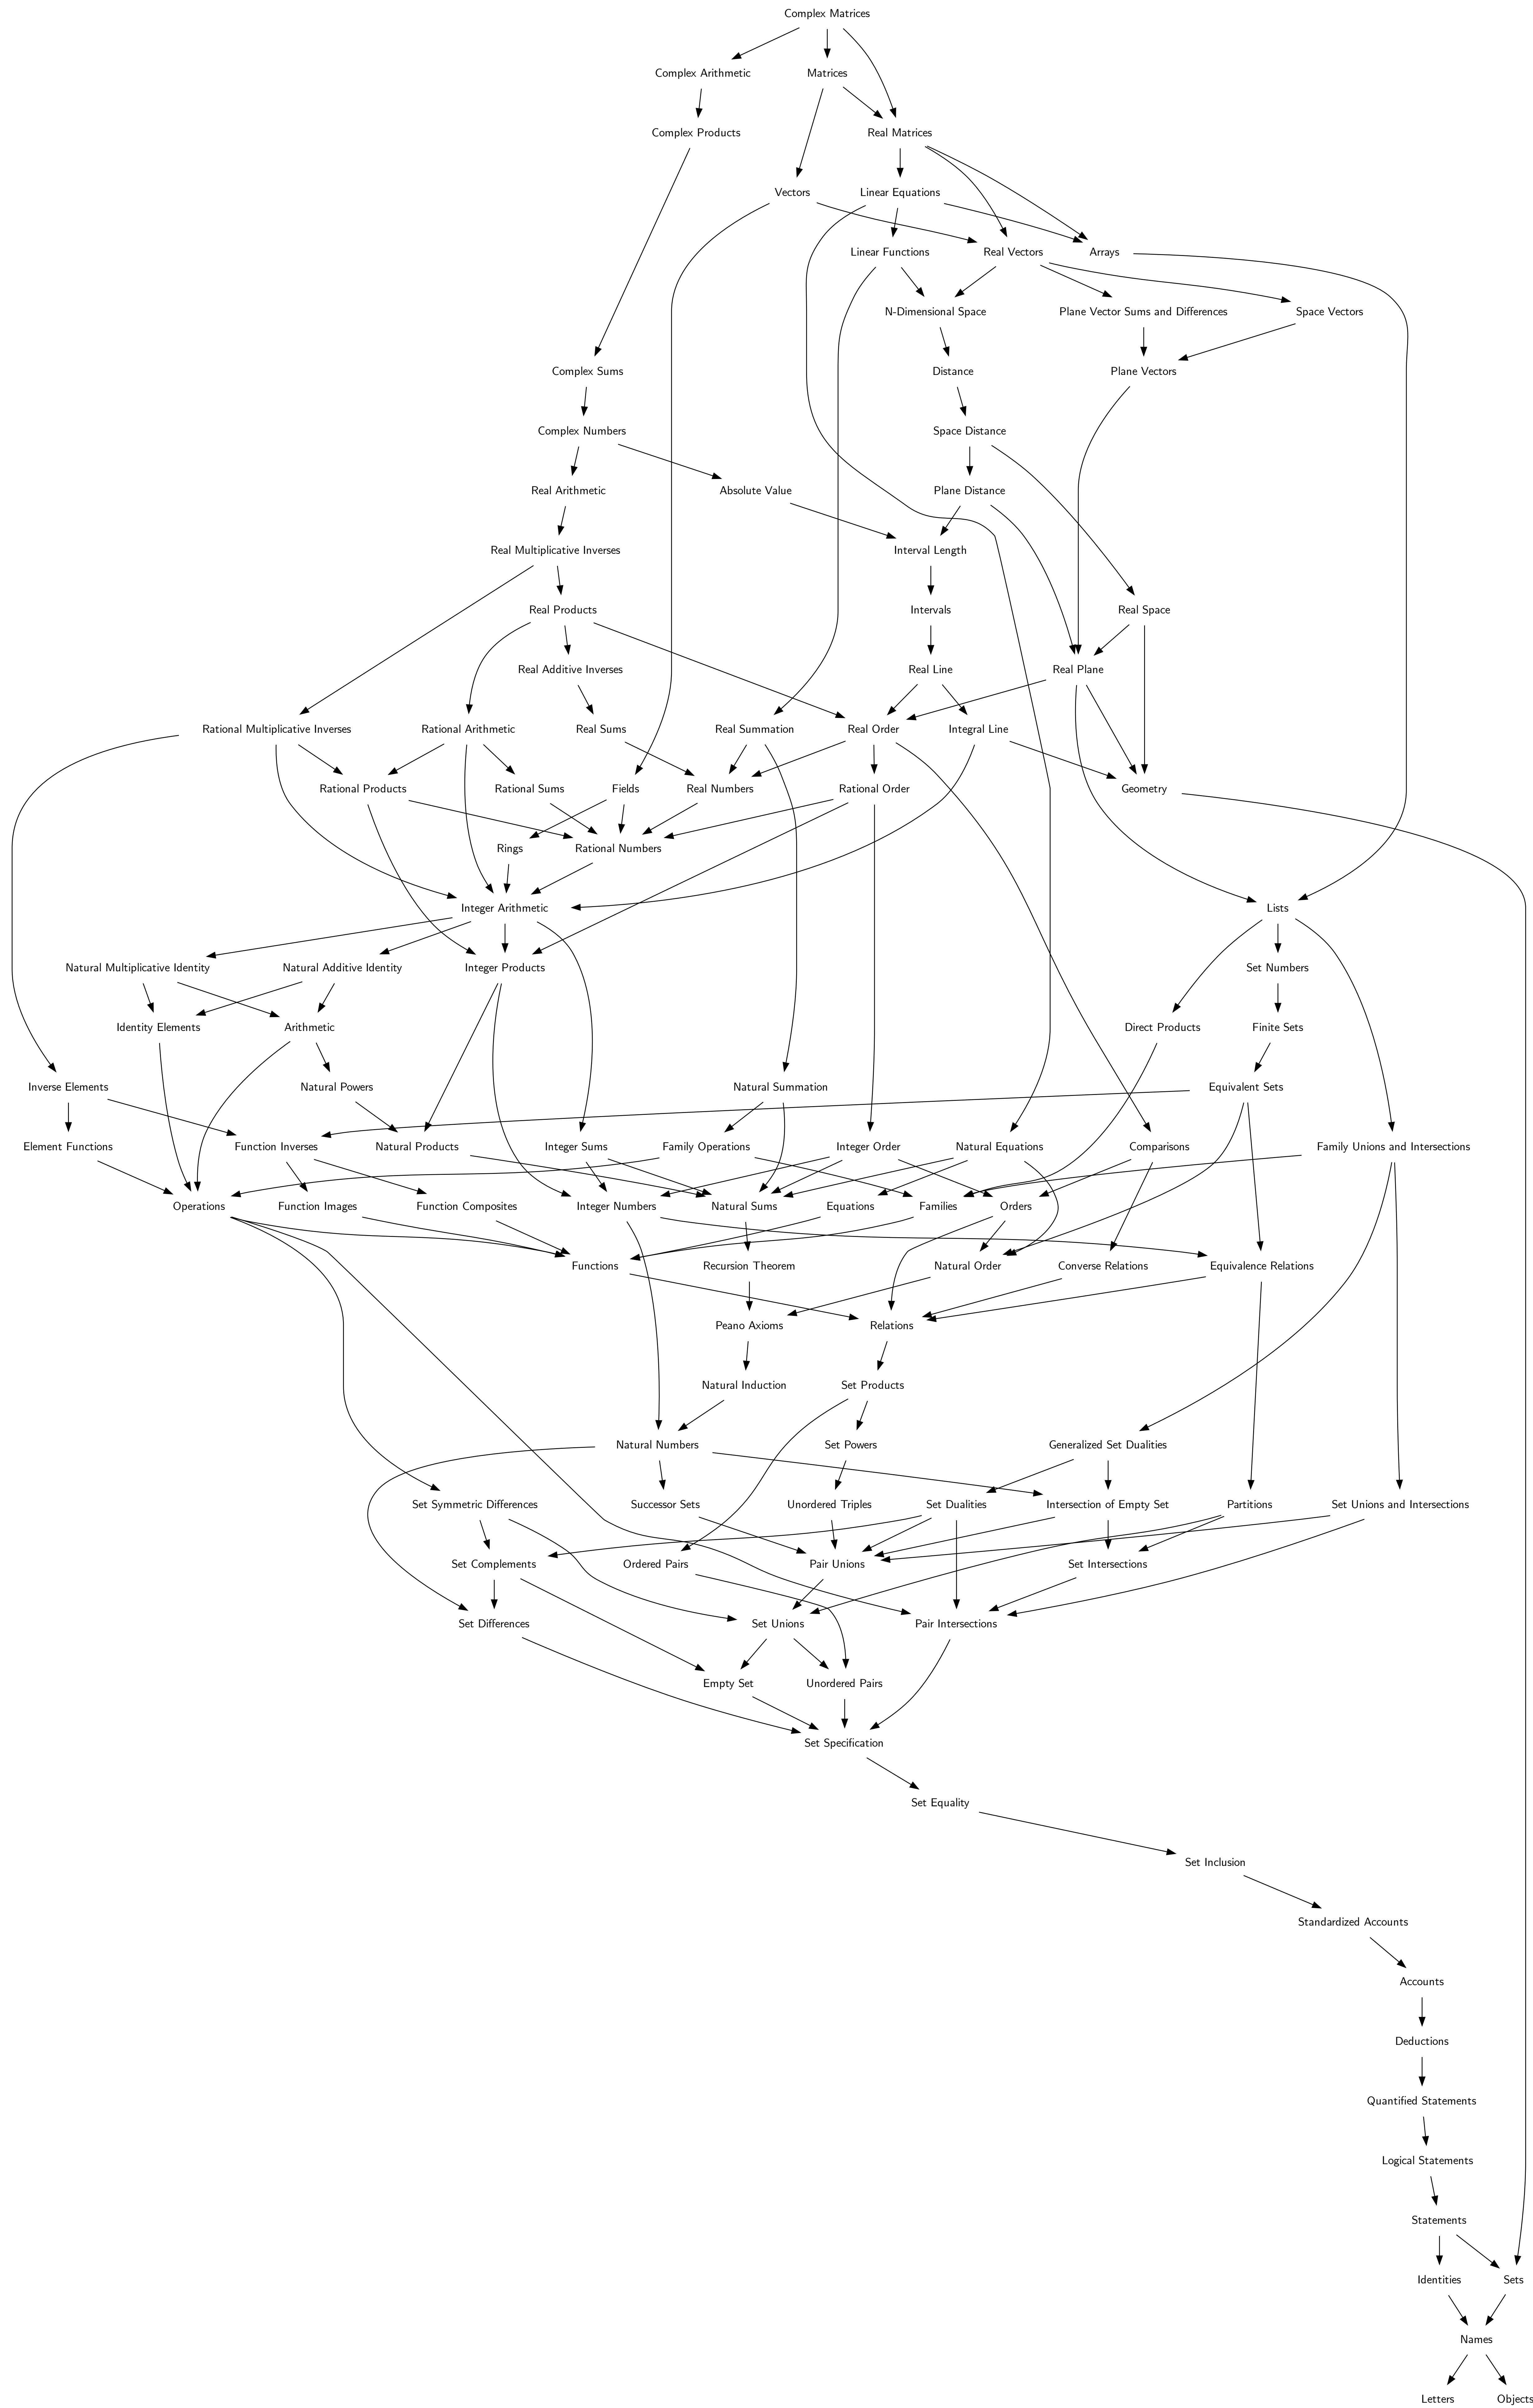 Complex Matrices
Complex Arithmetic
Matrices
Complex Products
Real Matrices
Vectors
Linear Equations
Linear Functions
Real Vectors
Arrays
N-Dimensional Space
Plane Vector Sums and Differences
Space Vectors
Complex Sums
Distance
Plane Vectors
Complex Numbers
Space Distance
Real Arithmetic
Absolute Value
Plane Distance
Real Multiplicative Inverses
Interval Length
Real Products
Intervals
Real Space
Real Additive Inverses
Real Line
Real Plane
Rational Multiplicative Inverses
Rational Arithmetic
Real Sums
Real Summation
Real Order
Integral Line
Rational Products
Rational Sums
Fields
Real Numbers
Rational Order
Geometry
Rings
Rational Numbers
Integer Arithmetic
Lists
Natural Multiplicative Identity
Natural Additive Identity
Integer Products
Set Numbers
Identity Elements
Arithmetic
Direct Products
Finite Sets
Inverse Elements
Natural Powers
Natural Summation
Equivalent Sets
Element Functions
Function Inverses
Natural Products
Integer Sums
Family Operations
Integer Order
Natural Equations
Comparisons
Family Unions and Intersections
Operations
Function Images
Function Composites
Integer Numbers
Natural Sums
Equations
Families
Orders
Functions
Recursion Theorem
Natural Order
Converse Relations
Equivalence Relations
Peano Axioms
Relations
Natural Induction
Set Products
Natural Numbers
Set Powers
Generalized Set Dualities
Set Symmetric Differences
Successor Sets
Unordered Triples
Set Dualities
Intersection of Empty Set
Partitions
Set Unions and Intersections
Set Complements
Ordered Pairs
Pair Unions
Set Intersections
Set Differences
Set Unions
Pair Intersections
Empty Set
Unordered Pairs
Set Specification
Set Equality
Set Inclusion
Standardized Accounts
Accounts
Deductions
Quantified Statements
Logical Statements
Statements
Identities
Sets
Names
Letters
Objects